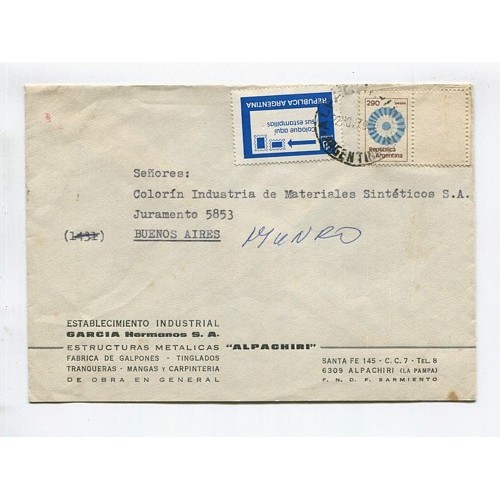 REPUBLICA ARGENTINA
Coloque aquí
sus estampillas
290
República
Argentina
Señores:
Colorín Industria de Materiales Sintéticos S.A.
Juramento 5853
(1431)
BUENOS AIRES
MUNRO
ESTABLECIMIENTO INDUSTRIAL
GARCIA Hermanos S. A.
ESTRUCTURAS METALICAS "ALPACHIRI"
FABRICA DE GALPONES - TINGLADOS
TRANQUERAS - MANGAS Y CARPINTERIA
DE OBRA EN GENERAL
SANTA FE 145 - C. C. 7 - TEL. 8
6309 ALPACHIRI (LA PAMPA)
F. N. D. F. SARMIENTO